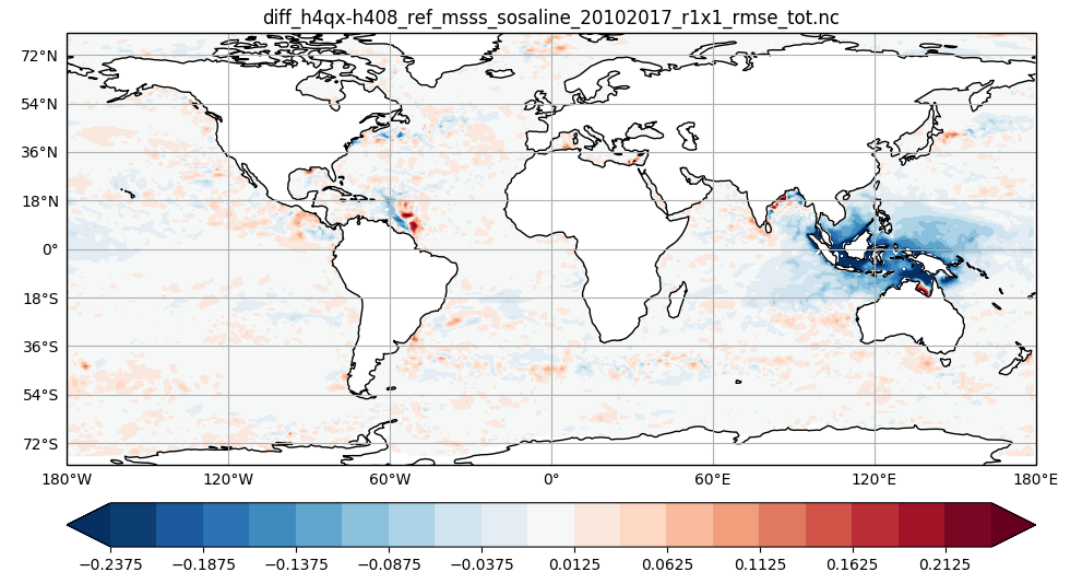 diff_h4qx-h408_ref_msss_sosaline_20102017_r1x1_rmse_tot.nc
72°N
54°N
36°N
18°N
0°
18°S
36°S
54°S
72°S
180°W 120°W 60°W 0° 60°E 120°E 180°E
−0.2375 −0.1875 −0.1375 −0.0875 −0.0375 0.0125 0.0625 0.1125 0.1625 0.2125